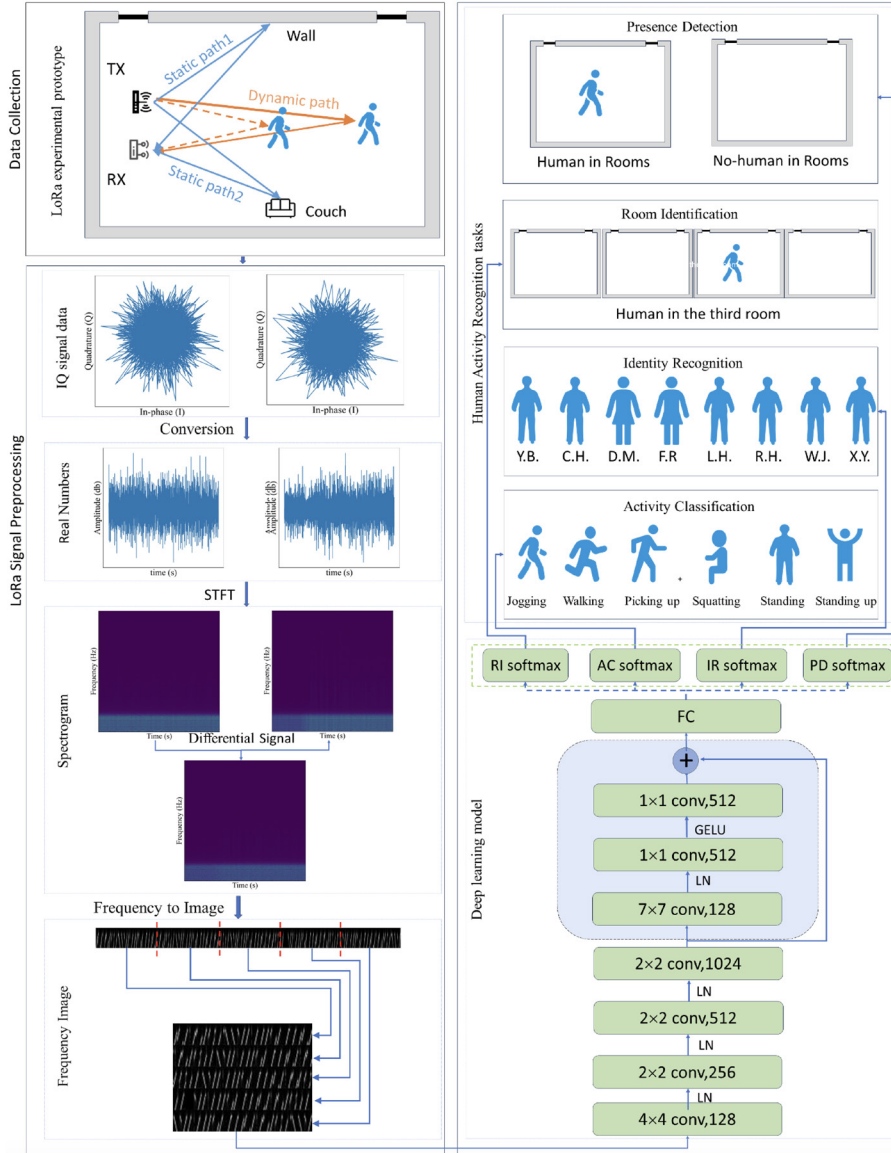 Data Collection
LoRa experimental prototype
Wall
TX
Static path1
Dynamic path
RX
Static path2
Couch
LoRa Signal Preprocessing
IQ signal data
Quadrature (Q)
In-phase (I)
Quadrature (Q)
In-phase (I)
Conversion
Real Numbers
Amplitude (db)
time (s)
Amplitude (db)
time (s)
STFT
Spectrogram
Frequency (Hz)
Time (s)
Frequency (Hz)
Time (s)
Differential Signal
Frequency (Hz)
Time (s)
Frequency to Image
Frequency Image
Human Activity Recognition tasks
Presence Detection
Human in Rooms
No-human in Rooms
Room Identification
Human in the third room
Identity Recognition
Y.B. C.H. D.M. F.R L.H. R.H. W.J. X.Y.
Activity Classification
Jogging Walking Picking up Squatting Standing Standing up
Deep learning model
RI softmax AC softmax IR softmax PD softmax
FC
+
1×1 conv,512
GELU
1×1 conv,512
LN
7×7 conv,128
2×2 conv,1024
LN
2×2 conv,512
LN
2×2 conv,256
LN
4×4 conv,128